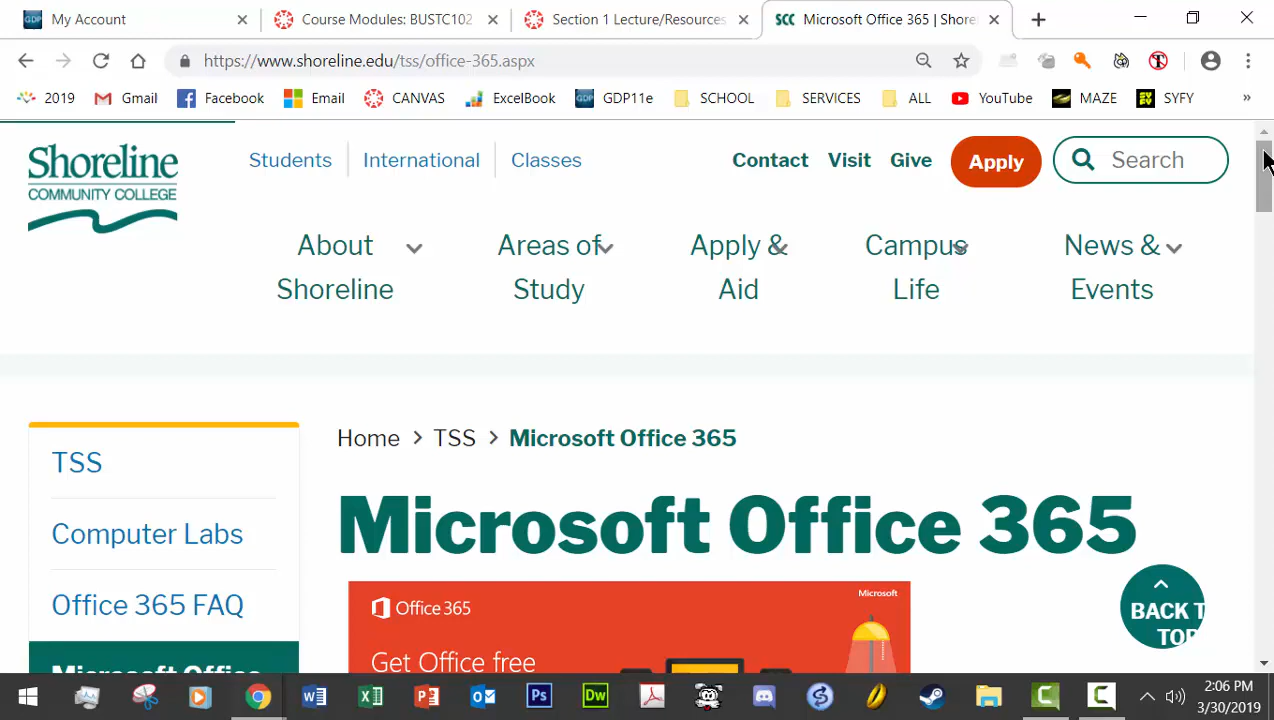 My Account
Course Modules: BUSTC102
Section 1 Lecture/Resources
SCC Microsoft Office 365 | Shore
https://www.shoreline.edu/tss/office-365.aspx
2019 Gmail Facebook Email CANVAS ExcelBook GDP11e SCHOOL SERVICES ALL YouTube MAZE SYFY »
Shoreline
COMMUNITY COLLEGE
Students International Classes
Contact Visit Give Apply Search
About Shoreline
Areas of Study
Apply & Aid
Campus Life
News & Events
TSS
Computer Labs
Office 365 FAQ
Microsoft Office
Home > TSS > Microsoft Office 365
Microsoft Office 365
Office 365
Microsoft
Get Office free
BACK T
TOP
2:06 PM
3/30/2019